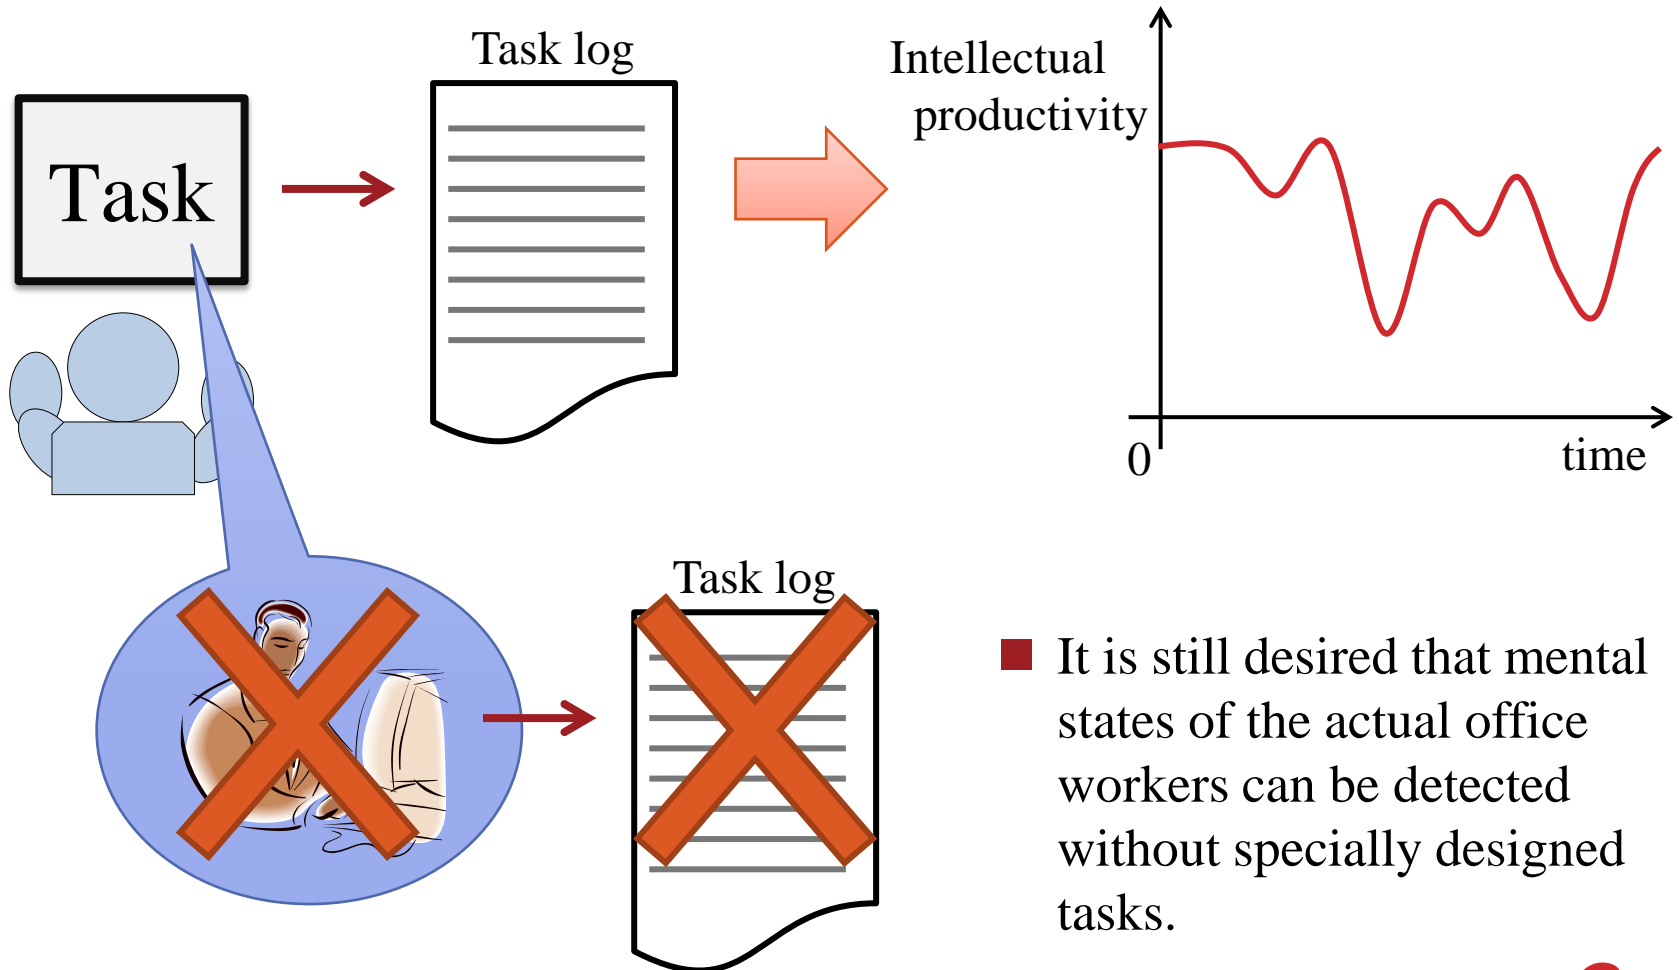 Task log
Task
Intellectual
productivity
0
time
Task log
It is still desired that mental
states of the actual office
workers can be detected
without specially designed
tasks.